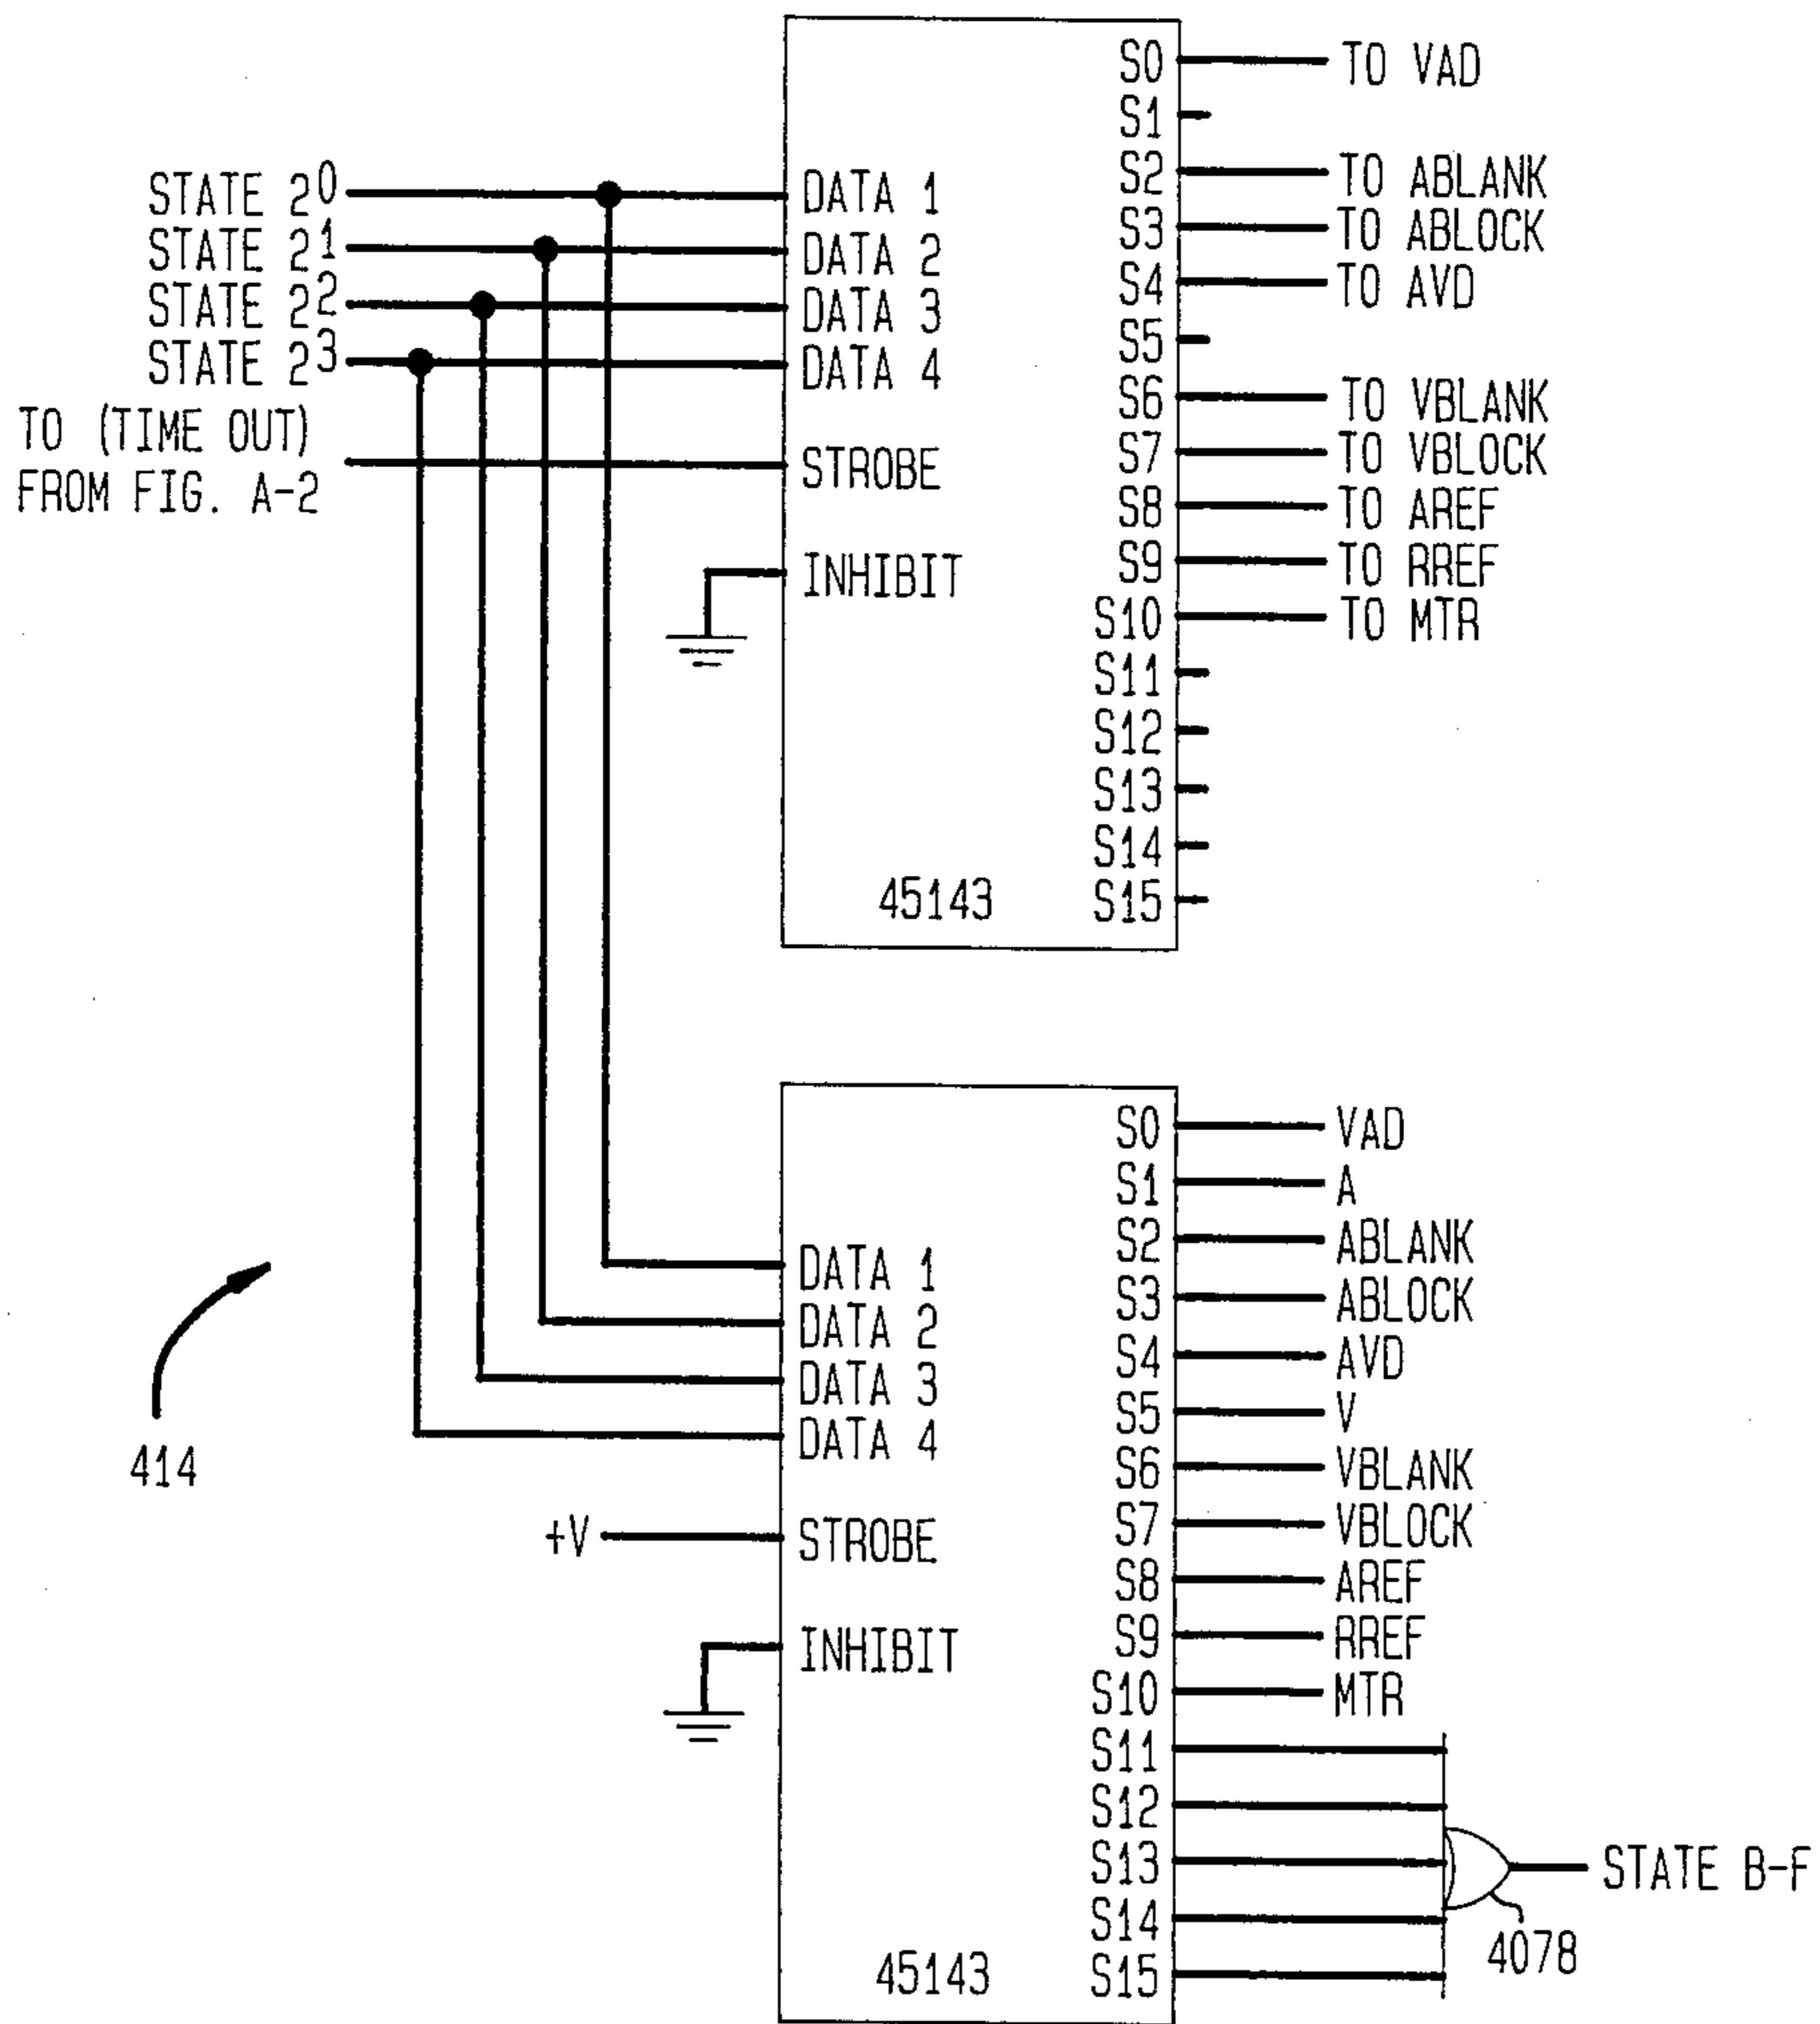 S0 TO VAD
S1
STATE 2^0 DATA 1 S2 TO ABLANK
STATE 2^1 DATA 2 S3 TO ABLOCK
STATE 2^2 DATA 3 S4 TO AVD
STATE 2^3 DATA 4 S5
TO (TIME OUT)
FROM FIG. A-2
STROBE
S6 TO VBLANK
S7 TO VBLOCK
S8 TO AREF
INHIBIT S9 TO RREF
S10 TO MTR
S11
S12
S13
S14
45143 S15
S0 VAD
S1 A
S2 ABLANK
DATA 1 S3 ABLOCK
DATA 2 S4 AVD
DATA 3 S5 V
DATA 4 S6 VBLANK
414
+V STROBE S7 VBLOCK
S8 AREF
INHIBIT S9 RREF
S10 MTR
S11
S12
S13 STATE B-F
S14 4078
45143 S15